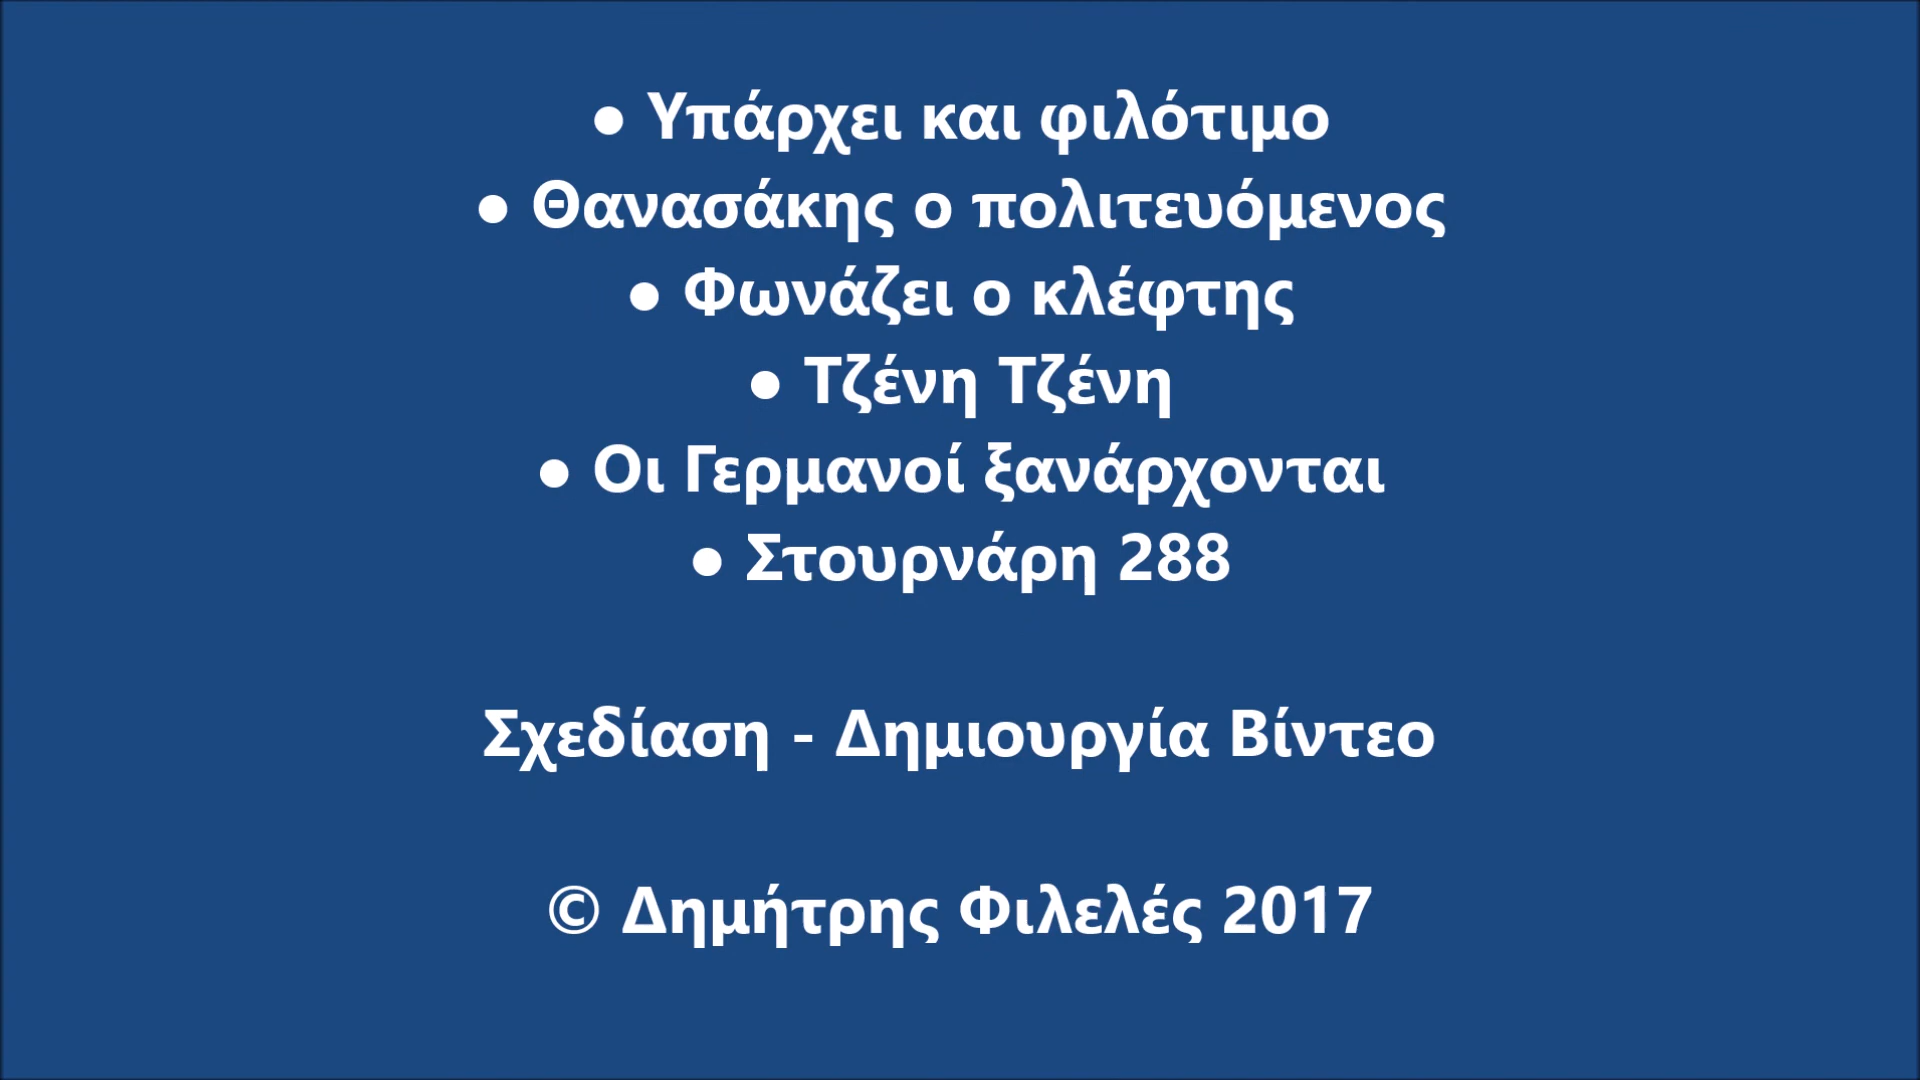 ● Υπάρχει και φιλότιμο
● Θανασάκης ο πολιτευόμενος
● Φωνάζει ο κλέφτης
● Τζένη Τζένη
● Οι Γερμανοί ξανάρχονται
● Στουρνάρη 288
Σχεδίαση - Δημιουργία Βίντεο
© Δημήτρης Φιλελές 2017